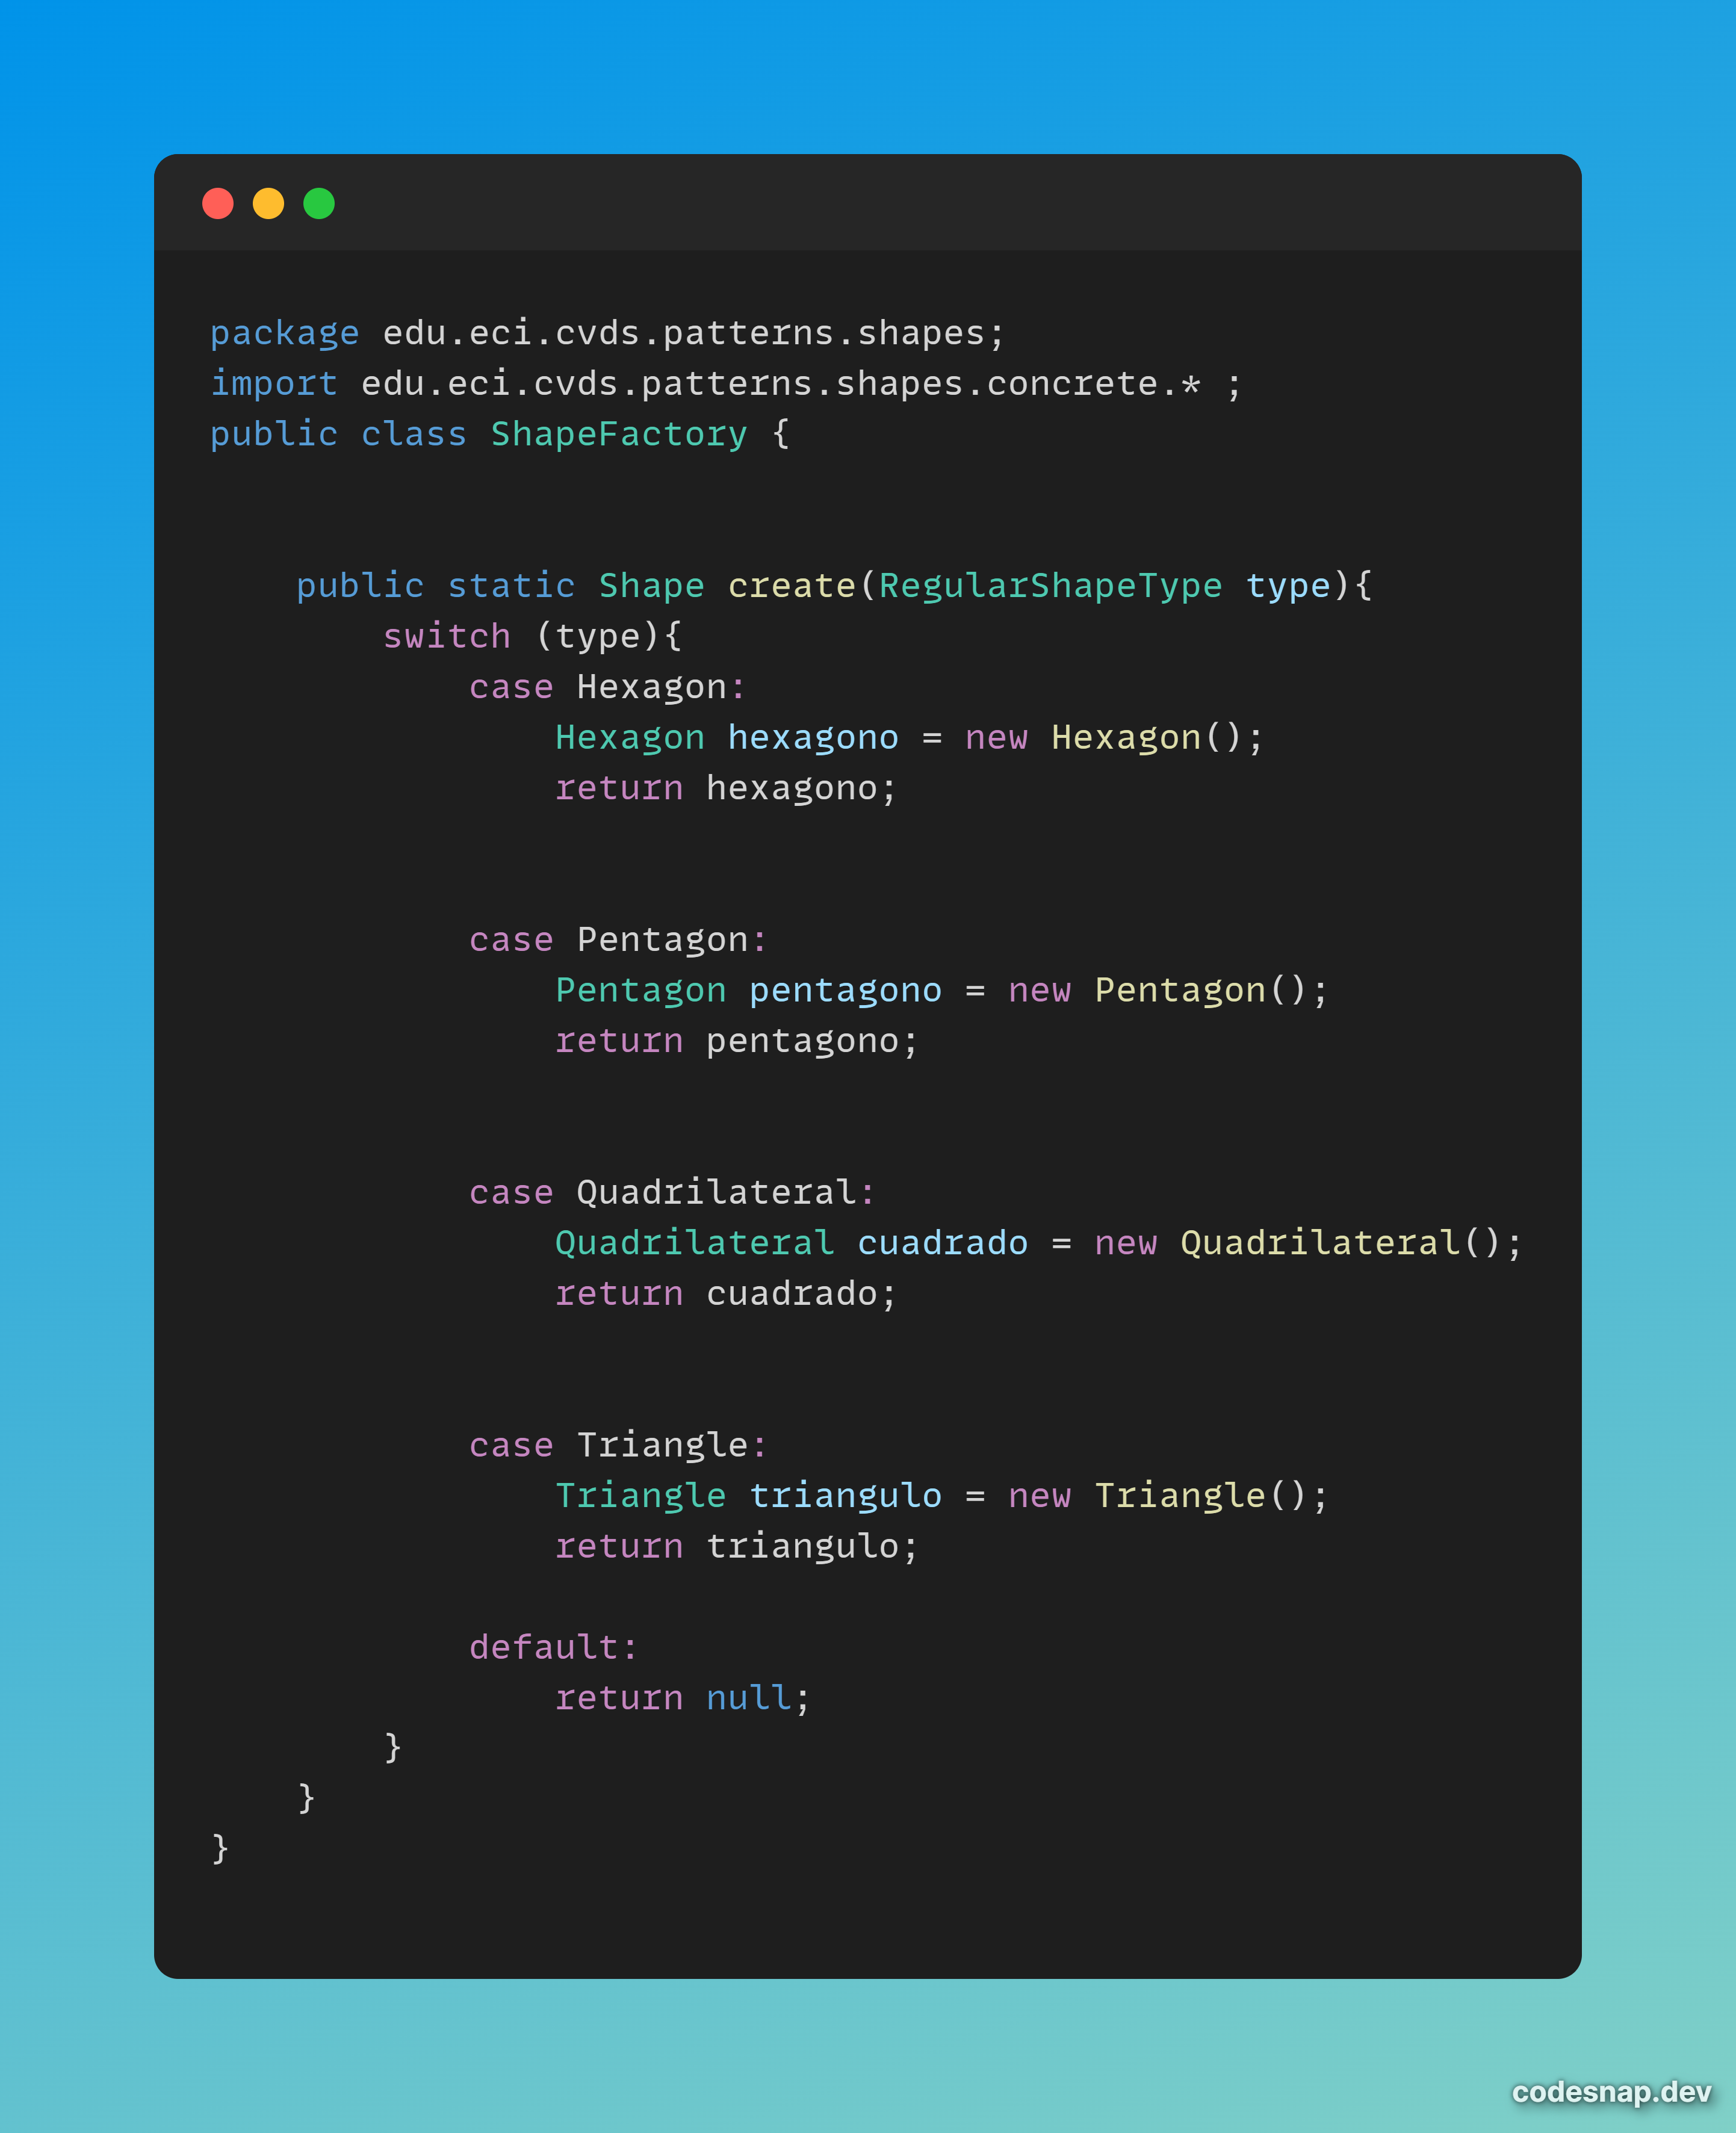 package edu.eci.cvds.patterns.shapes;
import edu.eci.cvds.patterns.shapes.concrete.* ;
public class ShapeFactory {
    public static Shape create(RegularShapeType type){
        switch (type){
            case Hexagon:
                Hexagon hexagono = new Hexagon();
                return hexagono;
            case Pentagon:
                Pentagon pentagono = new Pentagon();
                return pentagono;
            case Quadrilateral:
                Quadrilateral cuadrado = new Quadrilateral();
                return cuadrado;
            case Triangle:
                Triangle triangulo = new Triangle();
                return triangulo;
            default:
                return null;
        }
    }
}
codesnap.dev